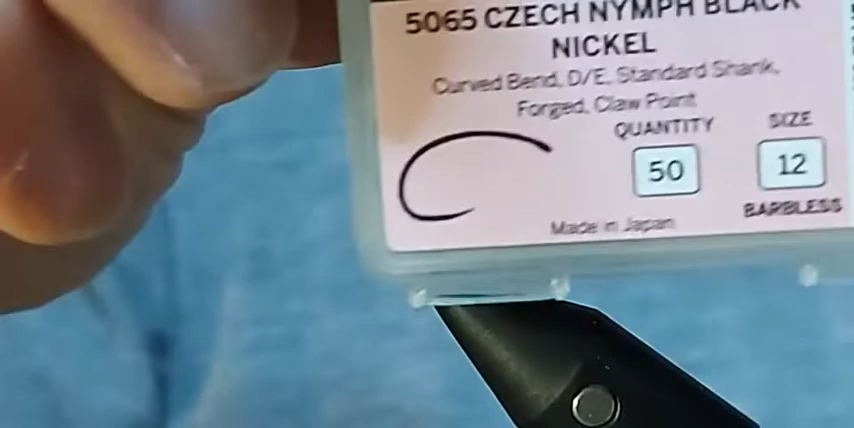 5065 CZECH NYMPH BLACK
NICKEL
Curved Bend, D/E, Standard Shank,
Forged, Claw Point
QUANTITY
50
SIZE
12
BARBLESS
Made in Japan